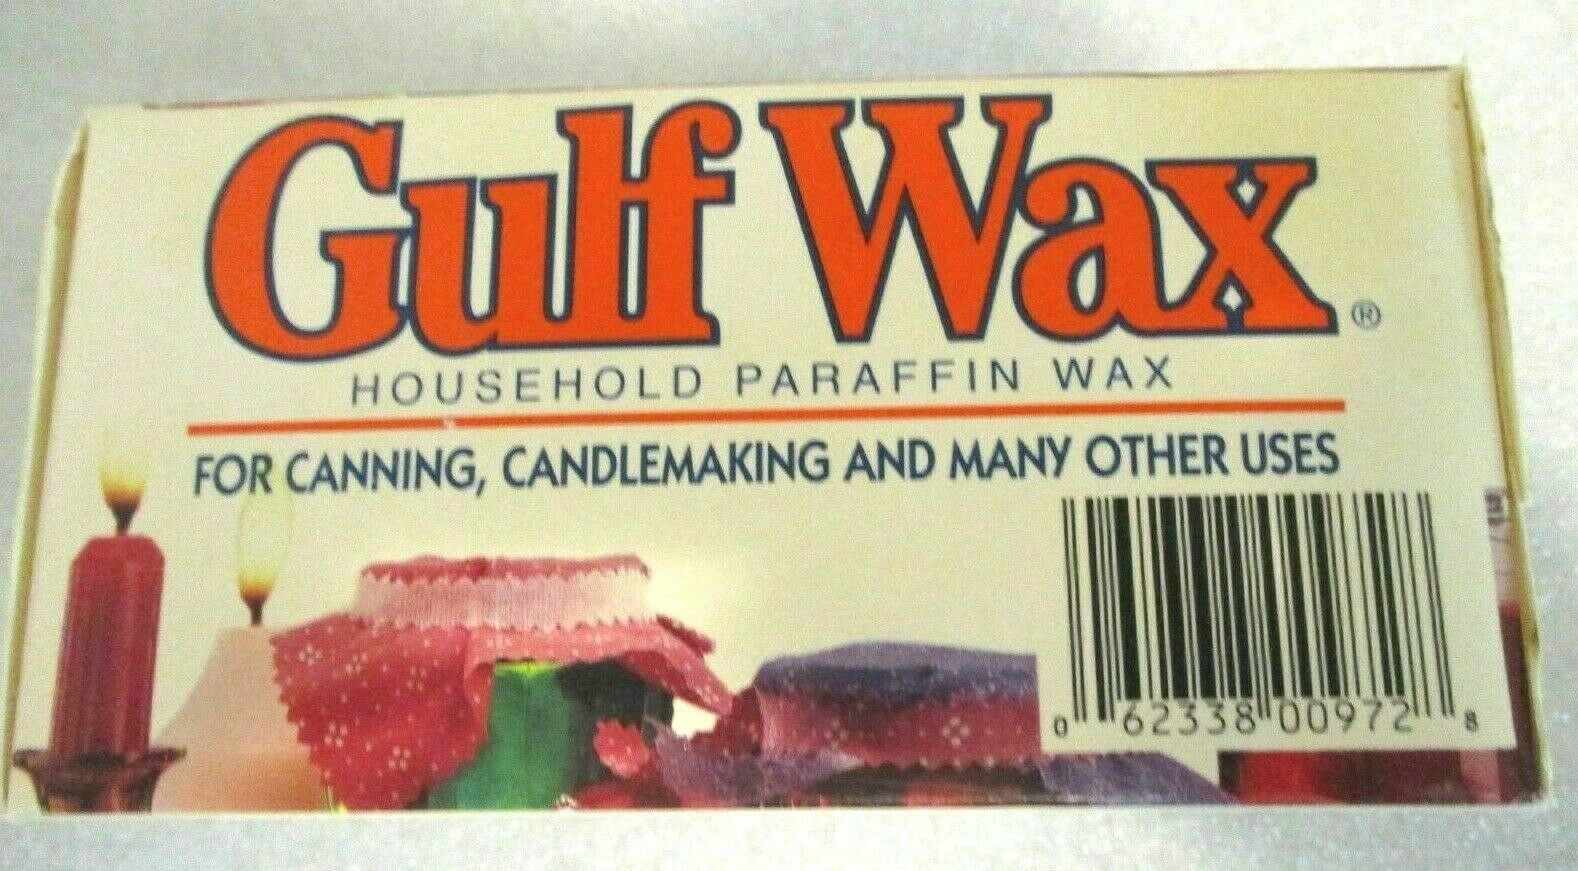 Gulf Wax®
HOUSEHOLD PARAFFIN WAX
FOR CANNING, CANDLEMAKING AND MANY OTHER USES
0 62338 00972 8